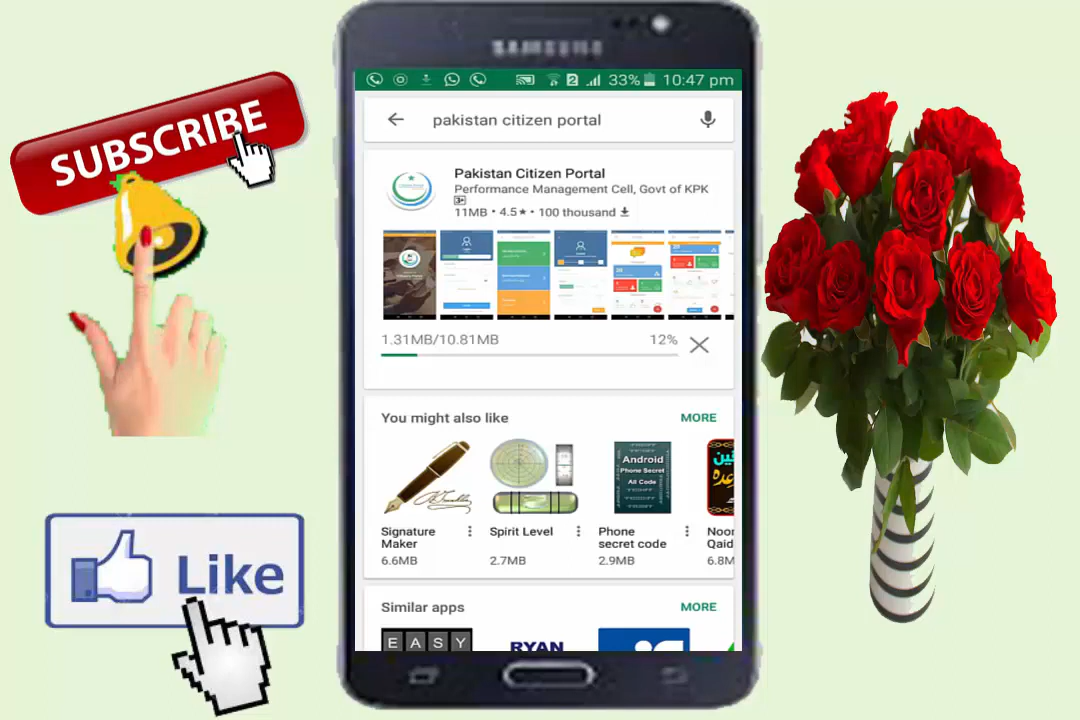 SUBSCRIBE
SAMSUNG
2
33%
10:47 pm
pakistan citizen portal
Pakistan Citizen Portal
Performance Management Cell, Govt of KPK
3+
11MB • 4.5★ • 100 thousand
1.31MB/10.81MB
12%
You might also like
MORE
Signature
Maker
6.6MB
Spirit Level
2.7MB
Android
Phone Secret
All Code
Phone
secret code
2.9MB
Noor
Qaid
6.8M
Like
Similar apps
MORE
EASY
RYAN